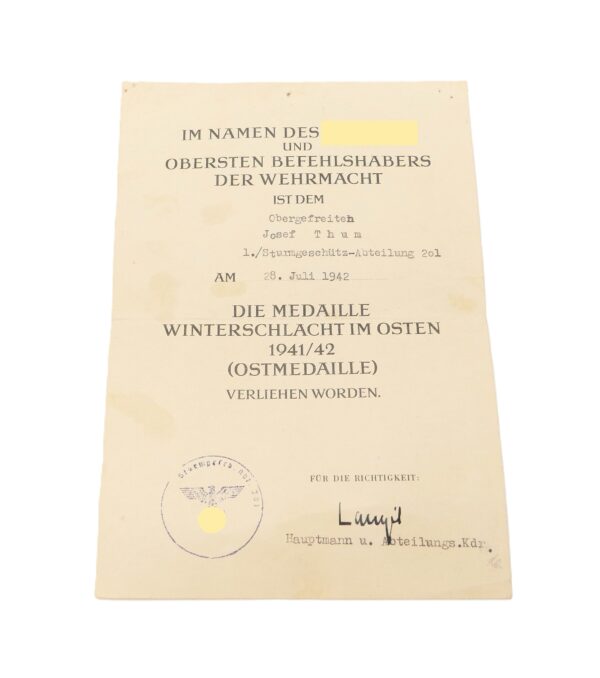 IM NAMEN DES
UND
OBERSTEN BEFEHLSHABERS
DER WEHRMACHT
IST DEM
Obergefreiten
Josef Thum
1./Sturmgeschütz-Abteilung 2o1
AM 28. Juli 1942
DIE MEDAILLE
WINTERSCHLACHT IM OSTEN
1941/42
(OSTMEDAILLE)
VERLIEHEN WORDEN.
FÜR DIE RICHTIGKEIT:
Hauptmann u. Abteilungs.Kdr.